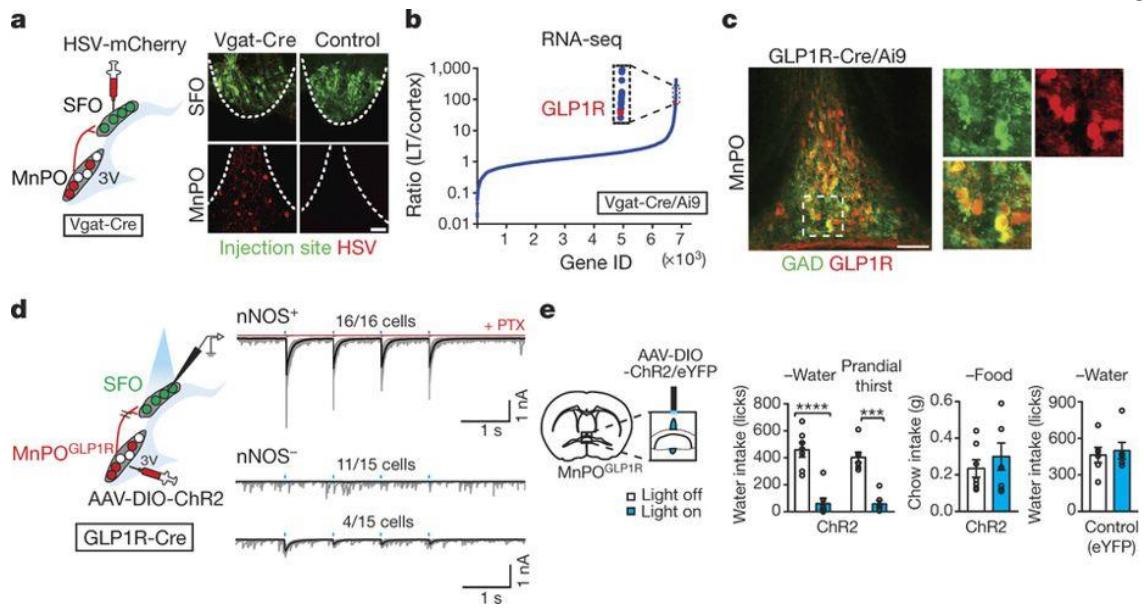 a
HSV-mCherry
SFO
MnPO
3V
Vgat-Cre
Vgat-Cre Control
SFO
MnPO
Injection site HSV
b
RNA-seq
GLP1R
Ratio (LT/cortex)
1,000
100
10
1
0.1
0.01
Vgat-Cre/Ai9
1 2 3 4 5 6 7
Gene ID (×10³)
c
GLP1R-Cre/Ai9
MnPO
GAD GLP1R
d
SFO
MnPO^GLP1R
3V
AAV-DIO-ChR2
GLP1R-Cre
nNOS⁺
16/16 cells
+ PTX
1 nA
1 s
nNOS⁻
11/15 cells
4/15 cells
1 nA
1 s
e
AAV-DIO
-ChR2/eYFP
MnPO^GLP1R
Light off
Light on
–Water
Prandial
thirst
Water intake (licks)
800
600
400
200
0
****
***
ChR2
–Food
Chow intake (g)
0.6
0.4
0.2
0
ChR2
–Water
Water intake (licks)
900
600
300
0
Control
(eYFP)